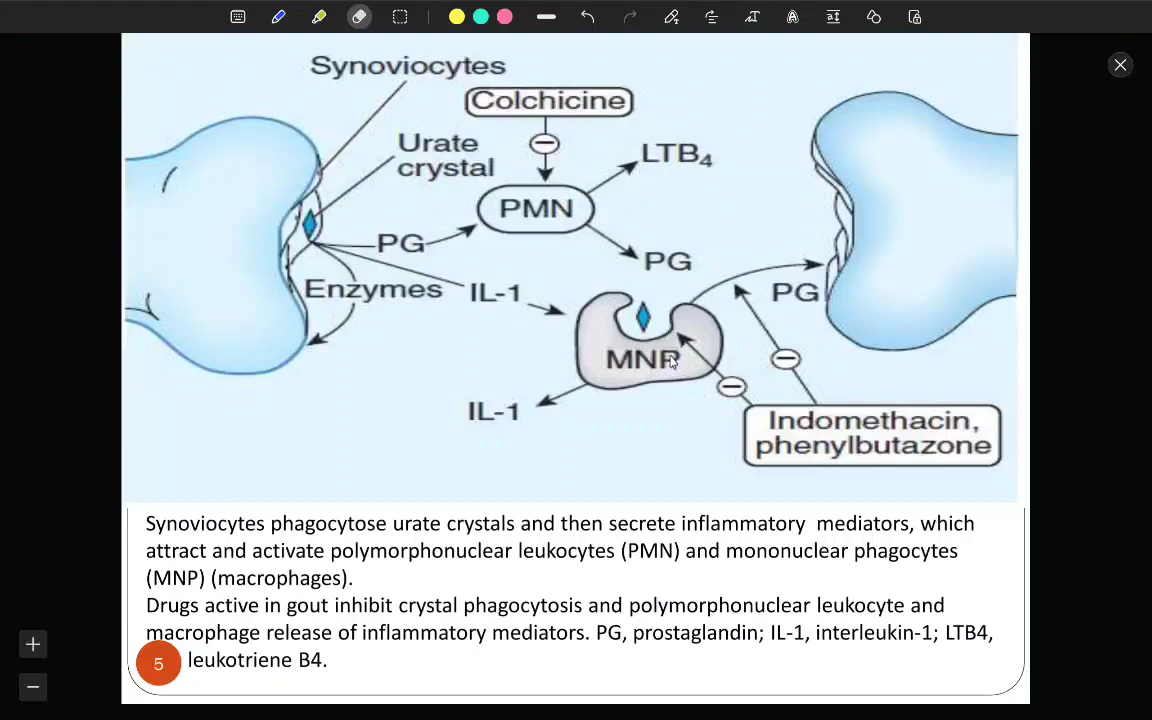 Synoviocytes
Colchicine
Urate
crystal
LTB4
PMN
PG
PG
Enzymes
IL-1
PG
MNP
IL-1
Indomethacin,
phenylbutazone
Synoviocytes phagocytose urate crystals and then secrete inflammatory mediators, which
attract and activate polymorphonuclear leukocytes (PMN) and mononuclear phagocytes
(MNP) (macrophages).
Drugs active in gout inhibit crystal phagocytosis and polymorphonuclear leukocyte and
macrophage release of inflammatory mediators. PG, prostaglandin; IL-1, interleukin-1; LTB4,
5 leukotriene B4.